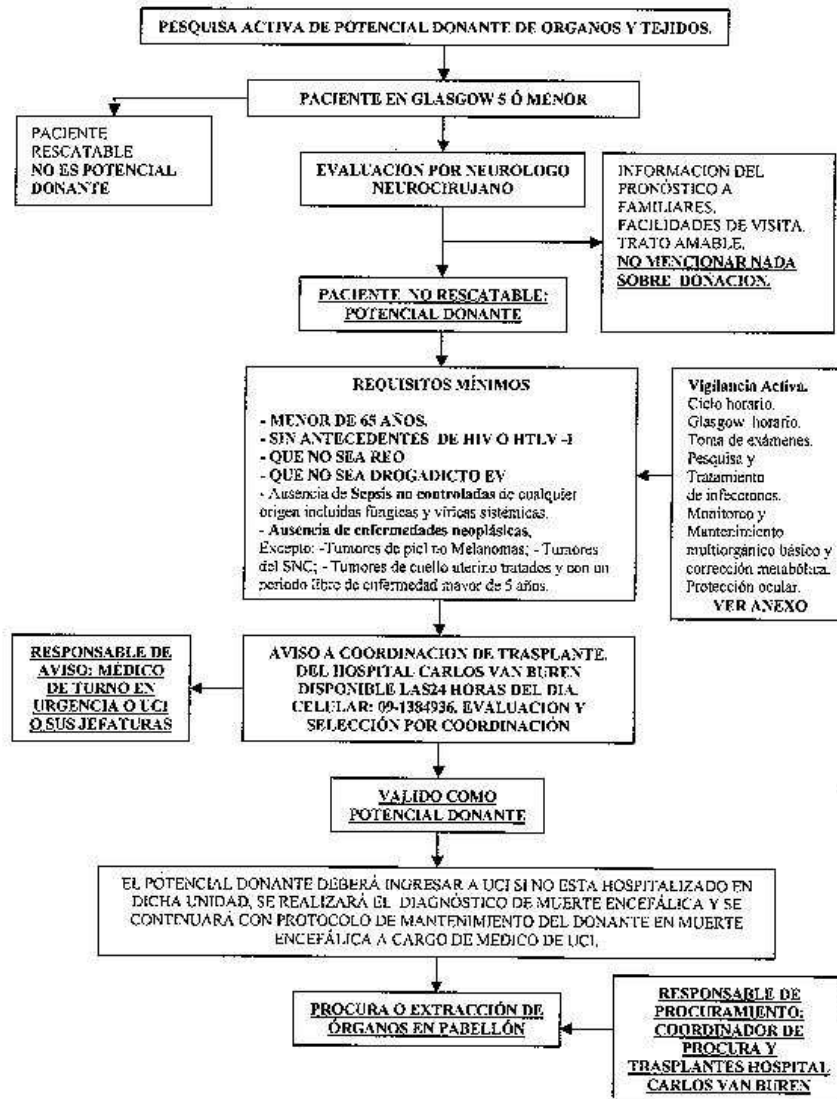 PESQUISA ACTIVA DE POTENCIAL DONANTE DE ORGANOS Y TEJIDOS.
PACIENTE EN GLASGOW 5 Ó MENOR
PACIENTE
RESCATABLE
NO ES POTENCIAL
DONANTE
EVALUACION POR NEURÓLOGO
NEUROCIRUJANO
INFORMACION DEL
PRONÓSTICO A
FAMILIARES.
FACILIDADES DE VISITA.
TRATO AMABLE.
NO MENCIONAR NADA
SOBRE DONACION.
PACIENTE NO RESCATABLE:
POTENCIAL DONANTE
REQUISITOS MÍNIMOS
- MENOR DE 65 AÑOS.
- SIN ANTECEDENTES DE HIV O HTLV -I
- QUE NO SEA REO
- QUE NO SEA DROGADICTO EV
- Ausencia de Sepsis no controladas de cualquier
origen incluidas fúngicas y víricas sistémicas.
- Ausencia de enfermedades neoplásicas.
Excepto: -Tumores de piel no Melanomas; - Tumores
del SNC; - Tumores de cuello uterino tratados y con un
periodo libre de enfermedad mayor de 5 años.
Vigilancia Activa.
Ciclo horario.
Glasgow horario.
Toma de exámenes.
Pesquisa y
Tratamiento
de infecciones.
Monitoreo y
Mantenimiento
multiorgánico básico y
corrección metabólica.
Protección ocular.
VER ANEXO
AVISO A COORDINACION DE TRASPLANTE.
DEL HOSPITAL CARLOS VAN BUREN
DISPONIBLE LAS24 HORAS DEL DIA.
CELULAR: 09-1384936. EVALUACIÓN Y
SELECCIÓN POR COORDINACIÓN
RESPONSABLE DE
AVISO: MÉDICO
DE TURNO EN
URGENCIA O UCI
O SUS JEFATURAS
VALIDO COMO
POTENCIAL DONANTE
EL POTENCIAL DONANTE DEBERÁ INGRESAR A UCI SI NO ESTA HOSPITALIZADO EN
DICHA UNIDAD, SE REALIZARÁ EL DIAGNÓSTICO DE MUERTE ENCEFÁLICA Y SE
CONTINUARÁ CON PROTOCOLO DE MANTENIMIENTO DEL DONANTE EN MUERTE
ENCEFÁLICA A CARGO DE MEDICO DE UCI.
PROCURA O EXTRACCIÓN DE
ÓRGANOS EN PABELLÓN
RESPONSABLE DE
PROCURAMIENTO:
COORDINADOR DE
PROCURA Y
TRASPLANTES HOSPITAL
CARLOS VAN BUREN